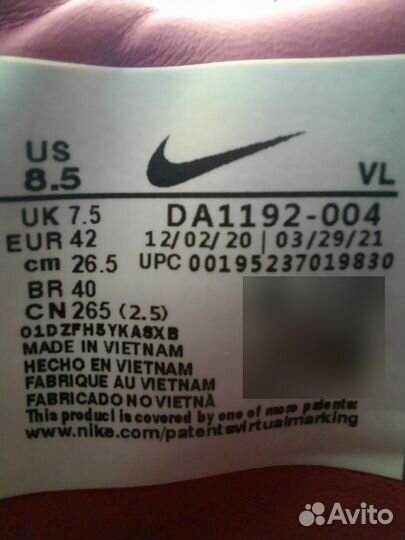 US
8.5
VL
UK 7.5
DA1192-004
EUR 42
12/02/20 | 03/29/21
cm 26.5
UPC 00195237019830
BR 40
CN 265 (2.5)
01DZFH5YKA8XB
MADE IN VIETNAM
HECHO EN VIETNAM
FABRIQUE AU VIETNAM
FABRICADO NO VIETNÃ
This product is covered by one of more patents:
www.nike.com/patentsvirtualmarking
Avito